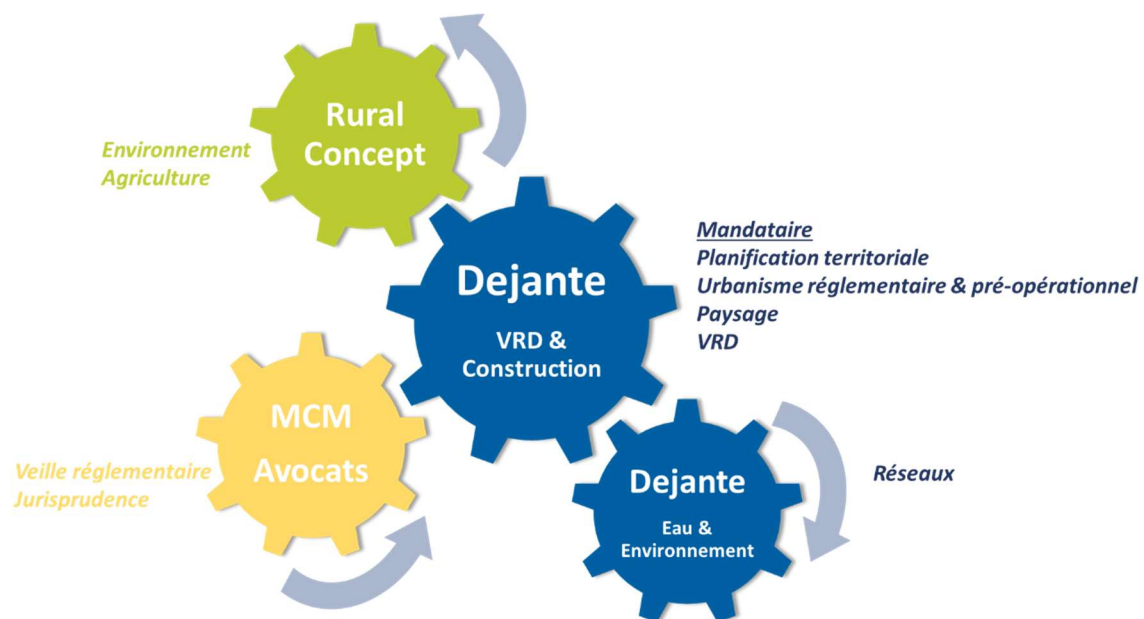 Rural
Concept
Environnement
Agriculture
Dejante
VRD &
Construction
Mandataire
Planification territoriale
Urbanisme réglementaire & pré-opérationnel
Paysage
VRD
MCM
Avocats
Veille réglementaire
Jurisprudence
Dejante
Eau &
Environnement
Réseaux